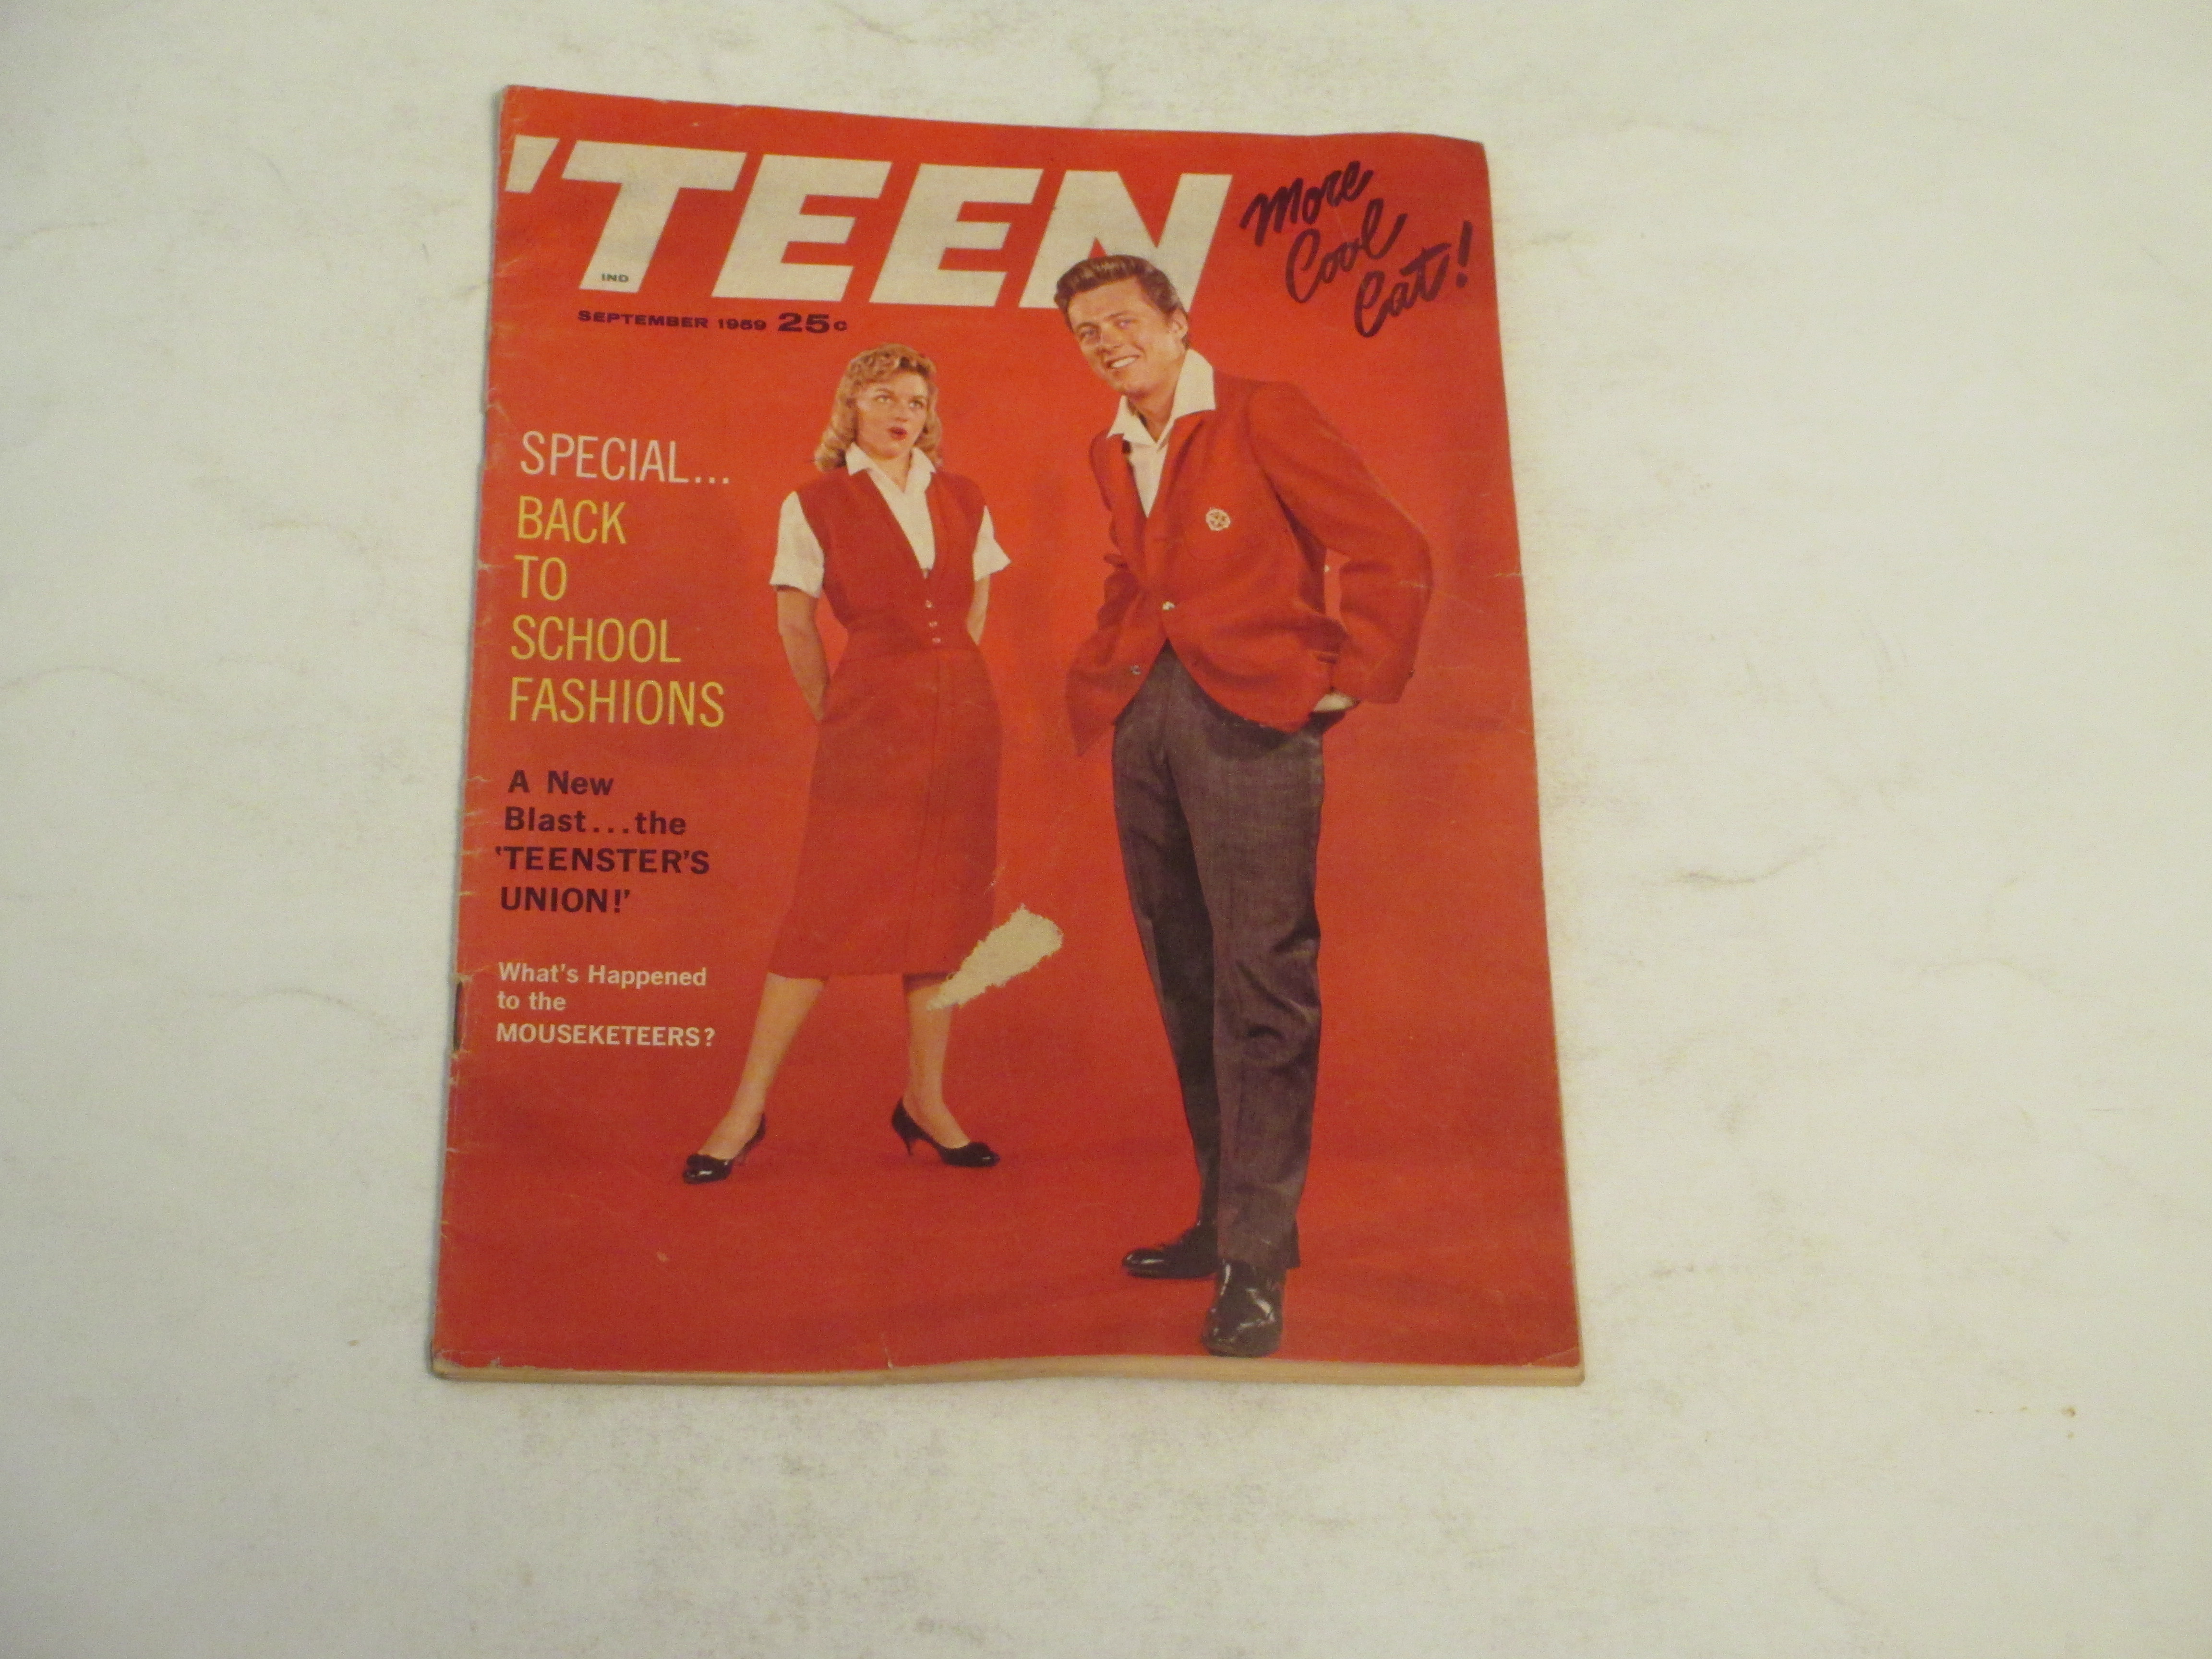 'TEEN
IND
SEPTEMBER 1959 25c
More
Cool
Cat!
SPECIAL...
BACK
TO
SCHOOL
FASHIONS
A New
Blast...the
'TEENSTER'S
UNION!'
What's Happened
to the
MOUSEKETEERS?